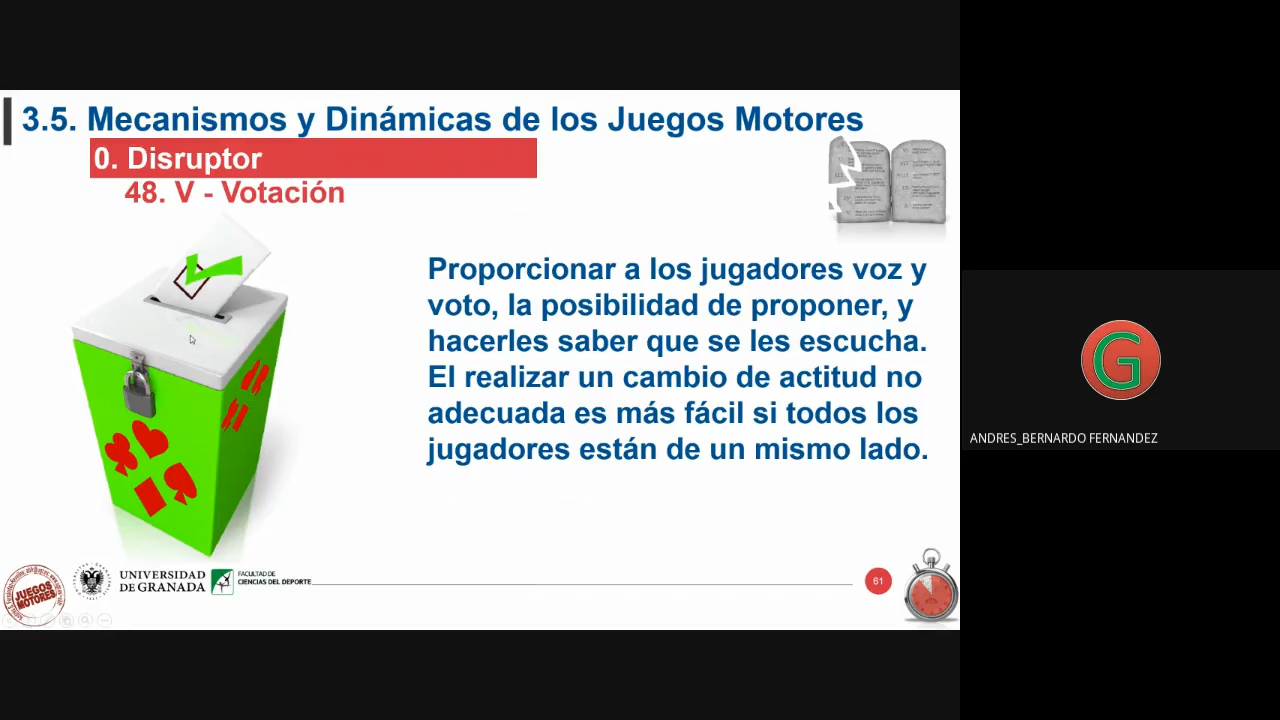 3.5. Mecanismos y Dinámicas de los Juegos Motores
0. Disruptor
48. V - Votación
Proporcionar a los jugadores voz y
voto, la posibilidad de proponer, y
hacerles saber que se les escucha.
El realizar un cambio de actitud no
adecuada es más fácil si todos los
jugadores están de un mismo lado.
G
ANDRES_BERNARDO FERNANDEZ
JUEGOS
MOTORES
UNIVERSIDAD
DE GRANADA
FACULTAD DE
CIENCIAS DEL DEPORTE
61